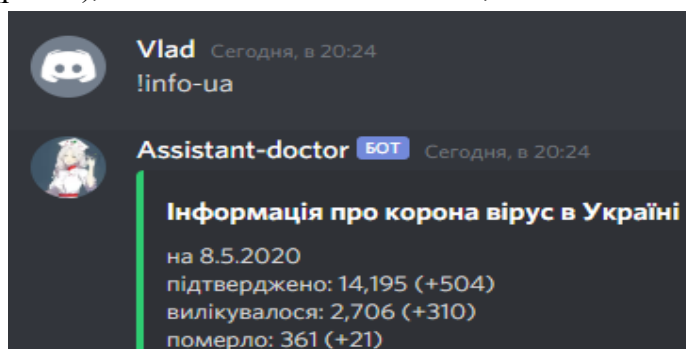 Vlad Сегодня, в 20:24
!info-ua
Assistant-doctor БОТ Сегодня, в 20:24
Інформація про корона вірус в Україні
на 8.5.2020
підтверджено: 14,195 (+504)
вилікувалося: 2,706 (+310)
померло: 361 (+21)